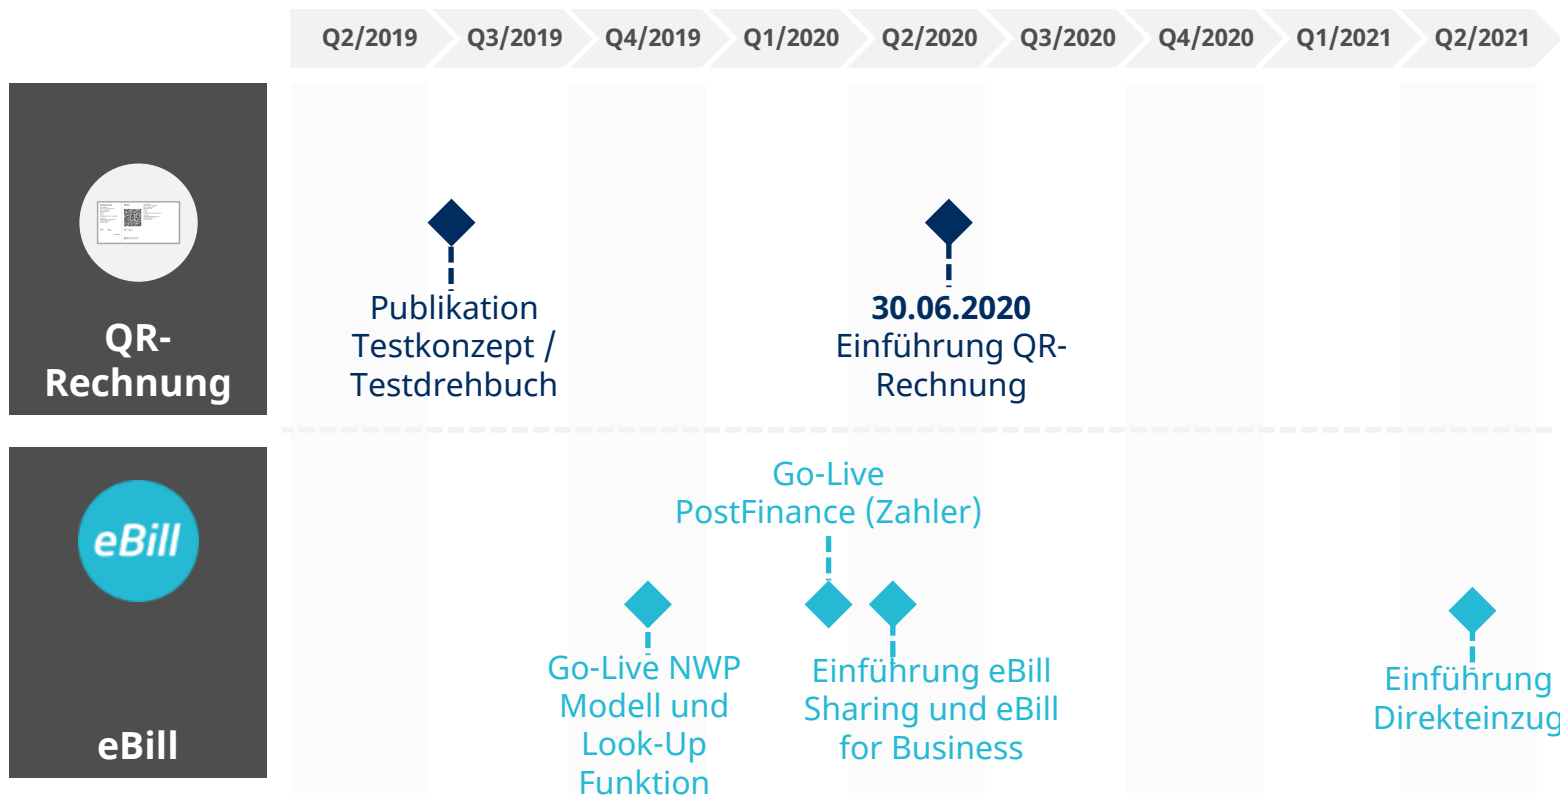 Q2/2019 Q3/2019 Q4/2019 Q1/2020 Q2/2020 Q3/2020 Q4/2020 Q1/2021 Q2/2021
QR-
Rechnung
Publikation
Testkonzept /
Testdrehbuch
30.06.2020
Einführung QR-
Rechnung
eBill
eBill
Go-Live NWP
Modell und
Look-Up
Funktion
Go-Live
PostFinance (Zahler)
Einführung eBill
Sharing und eBill
for Business
Einführung
Direkteinzug